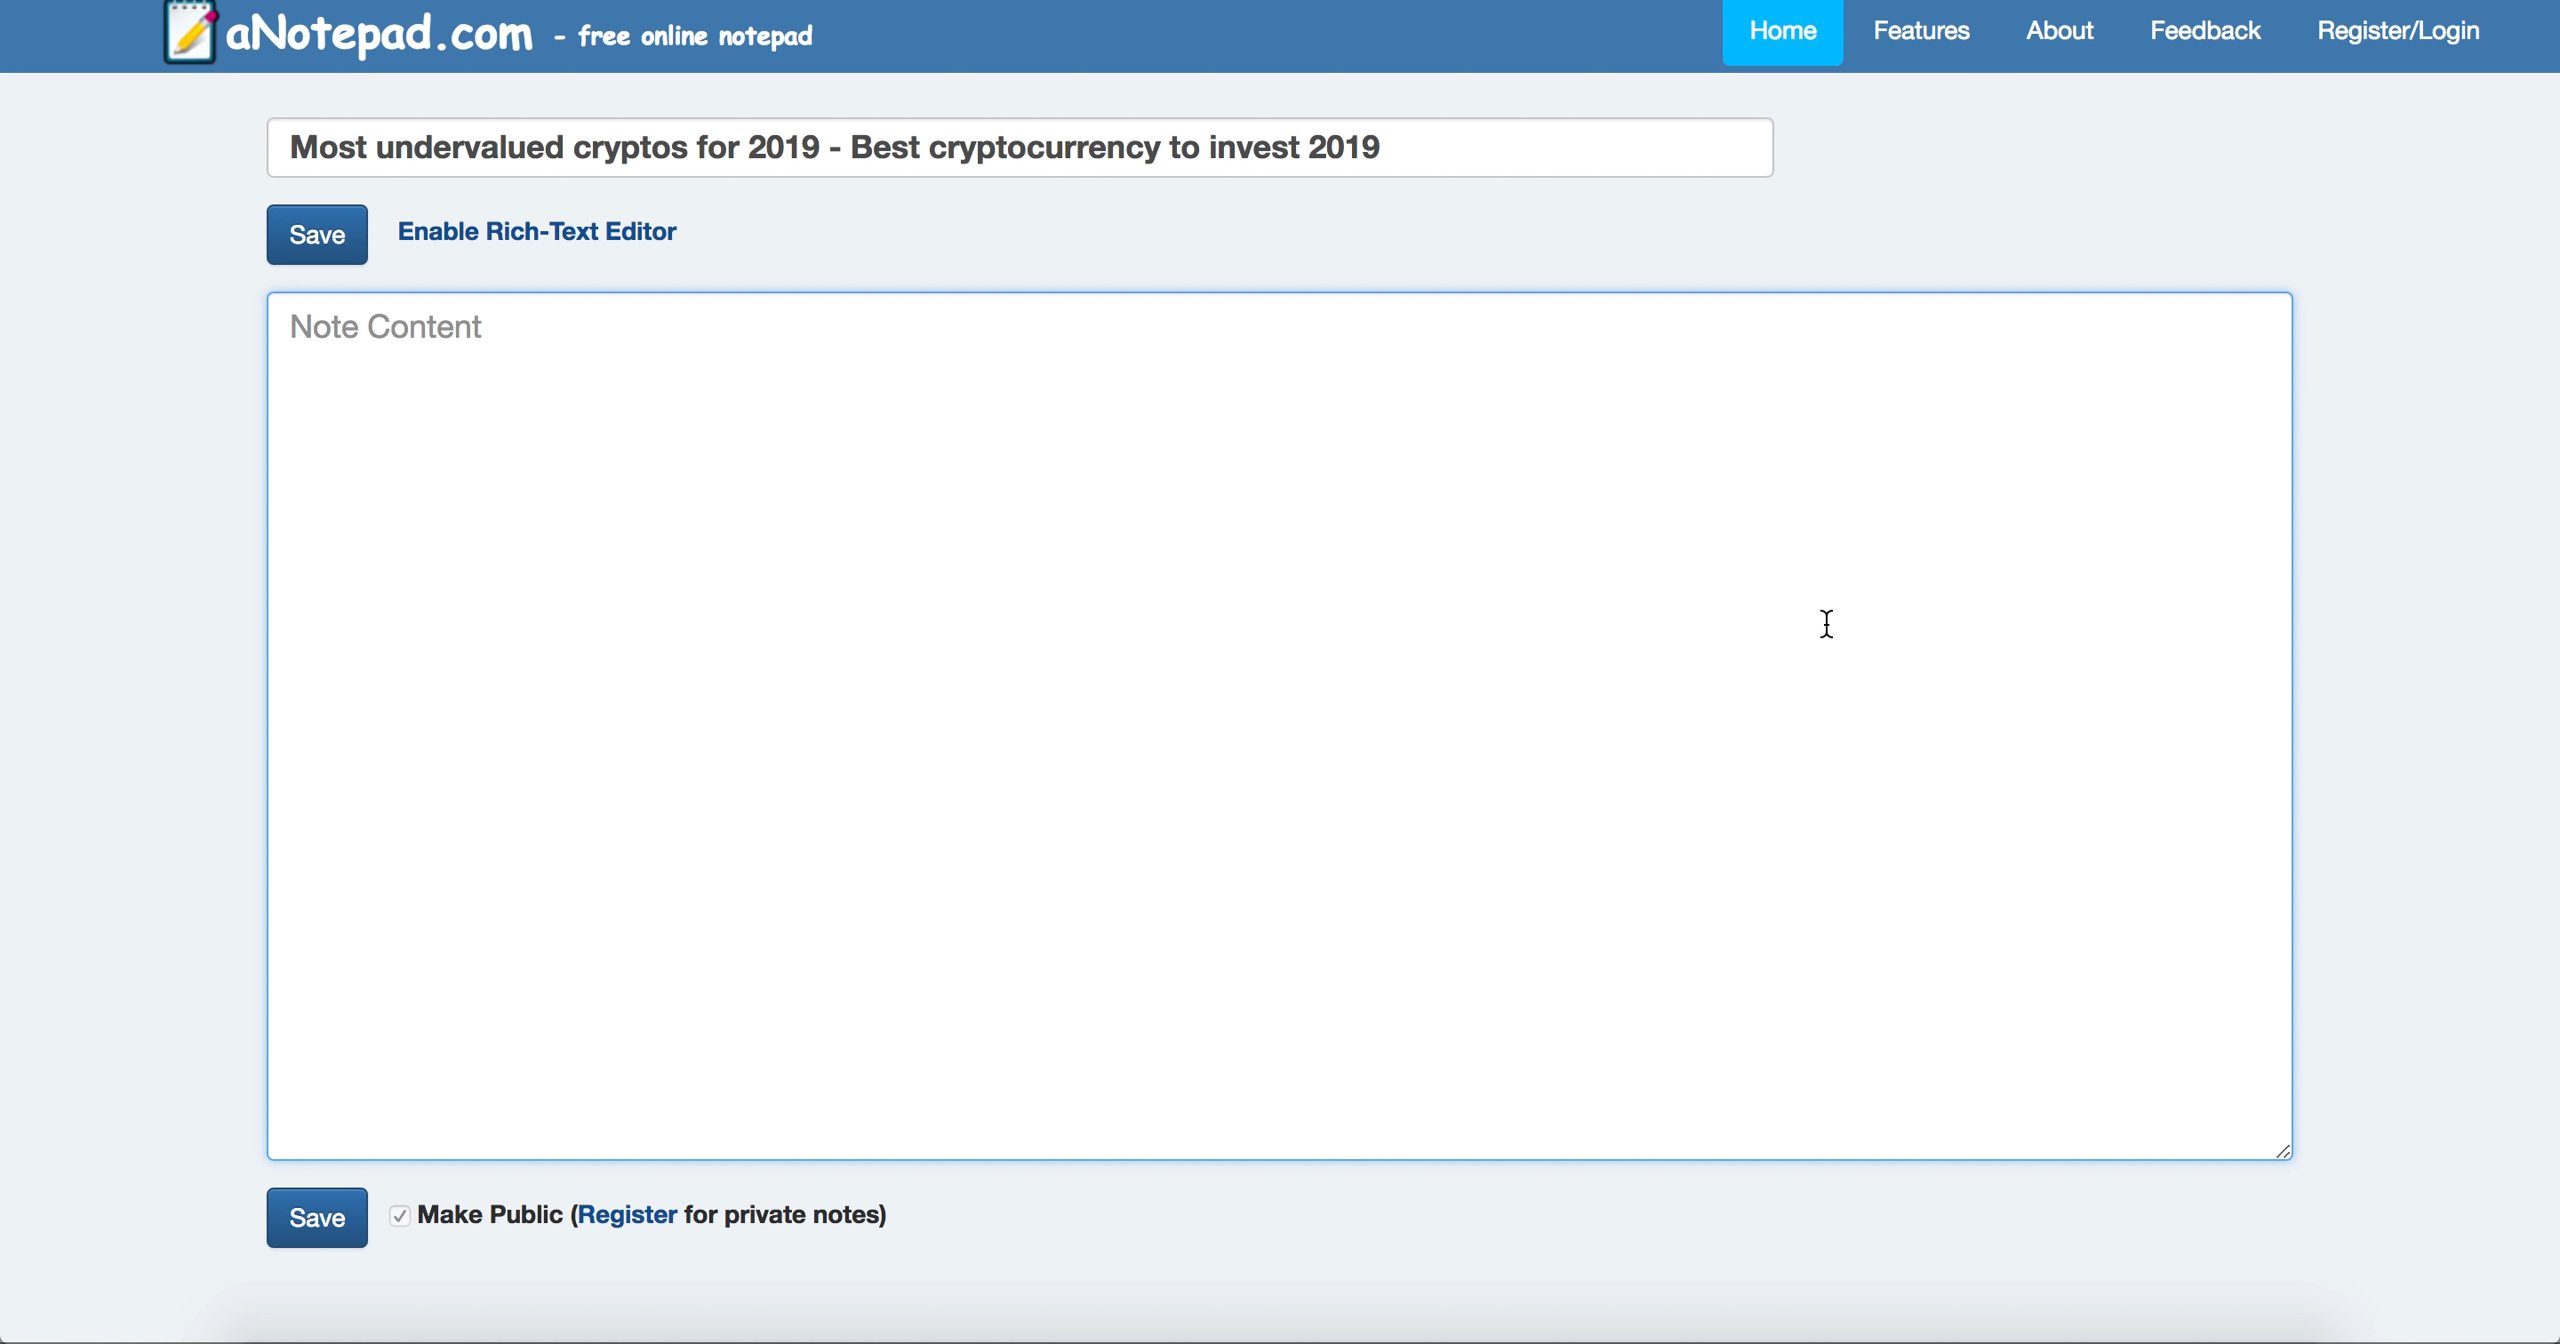 aNotepad.com - free online notepad
Home Features About Feedback Register/Login
Most undervalued cryptos for 2019 - Best cryptocurrency to invest 2019
Save Enable Rich-Text Editor
Note Content
Save Make Public (Register for private notes)